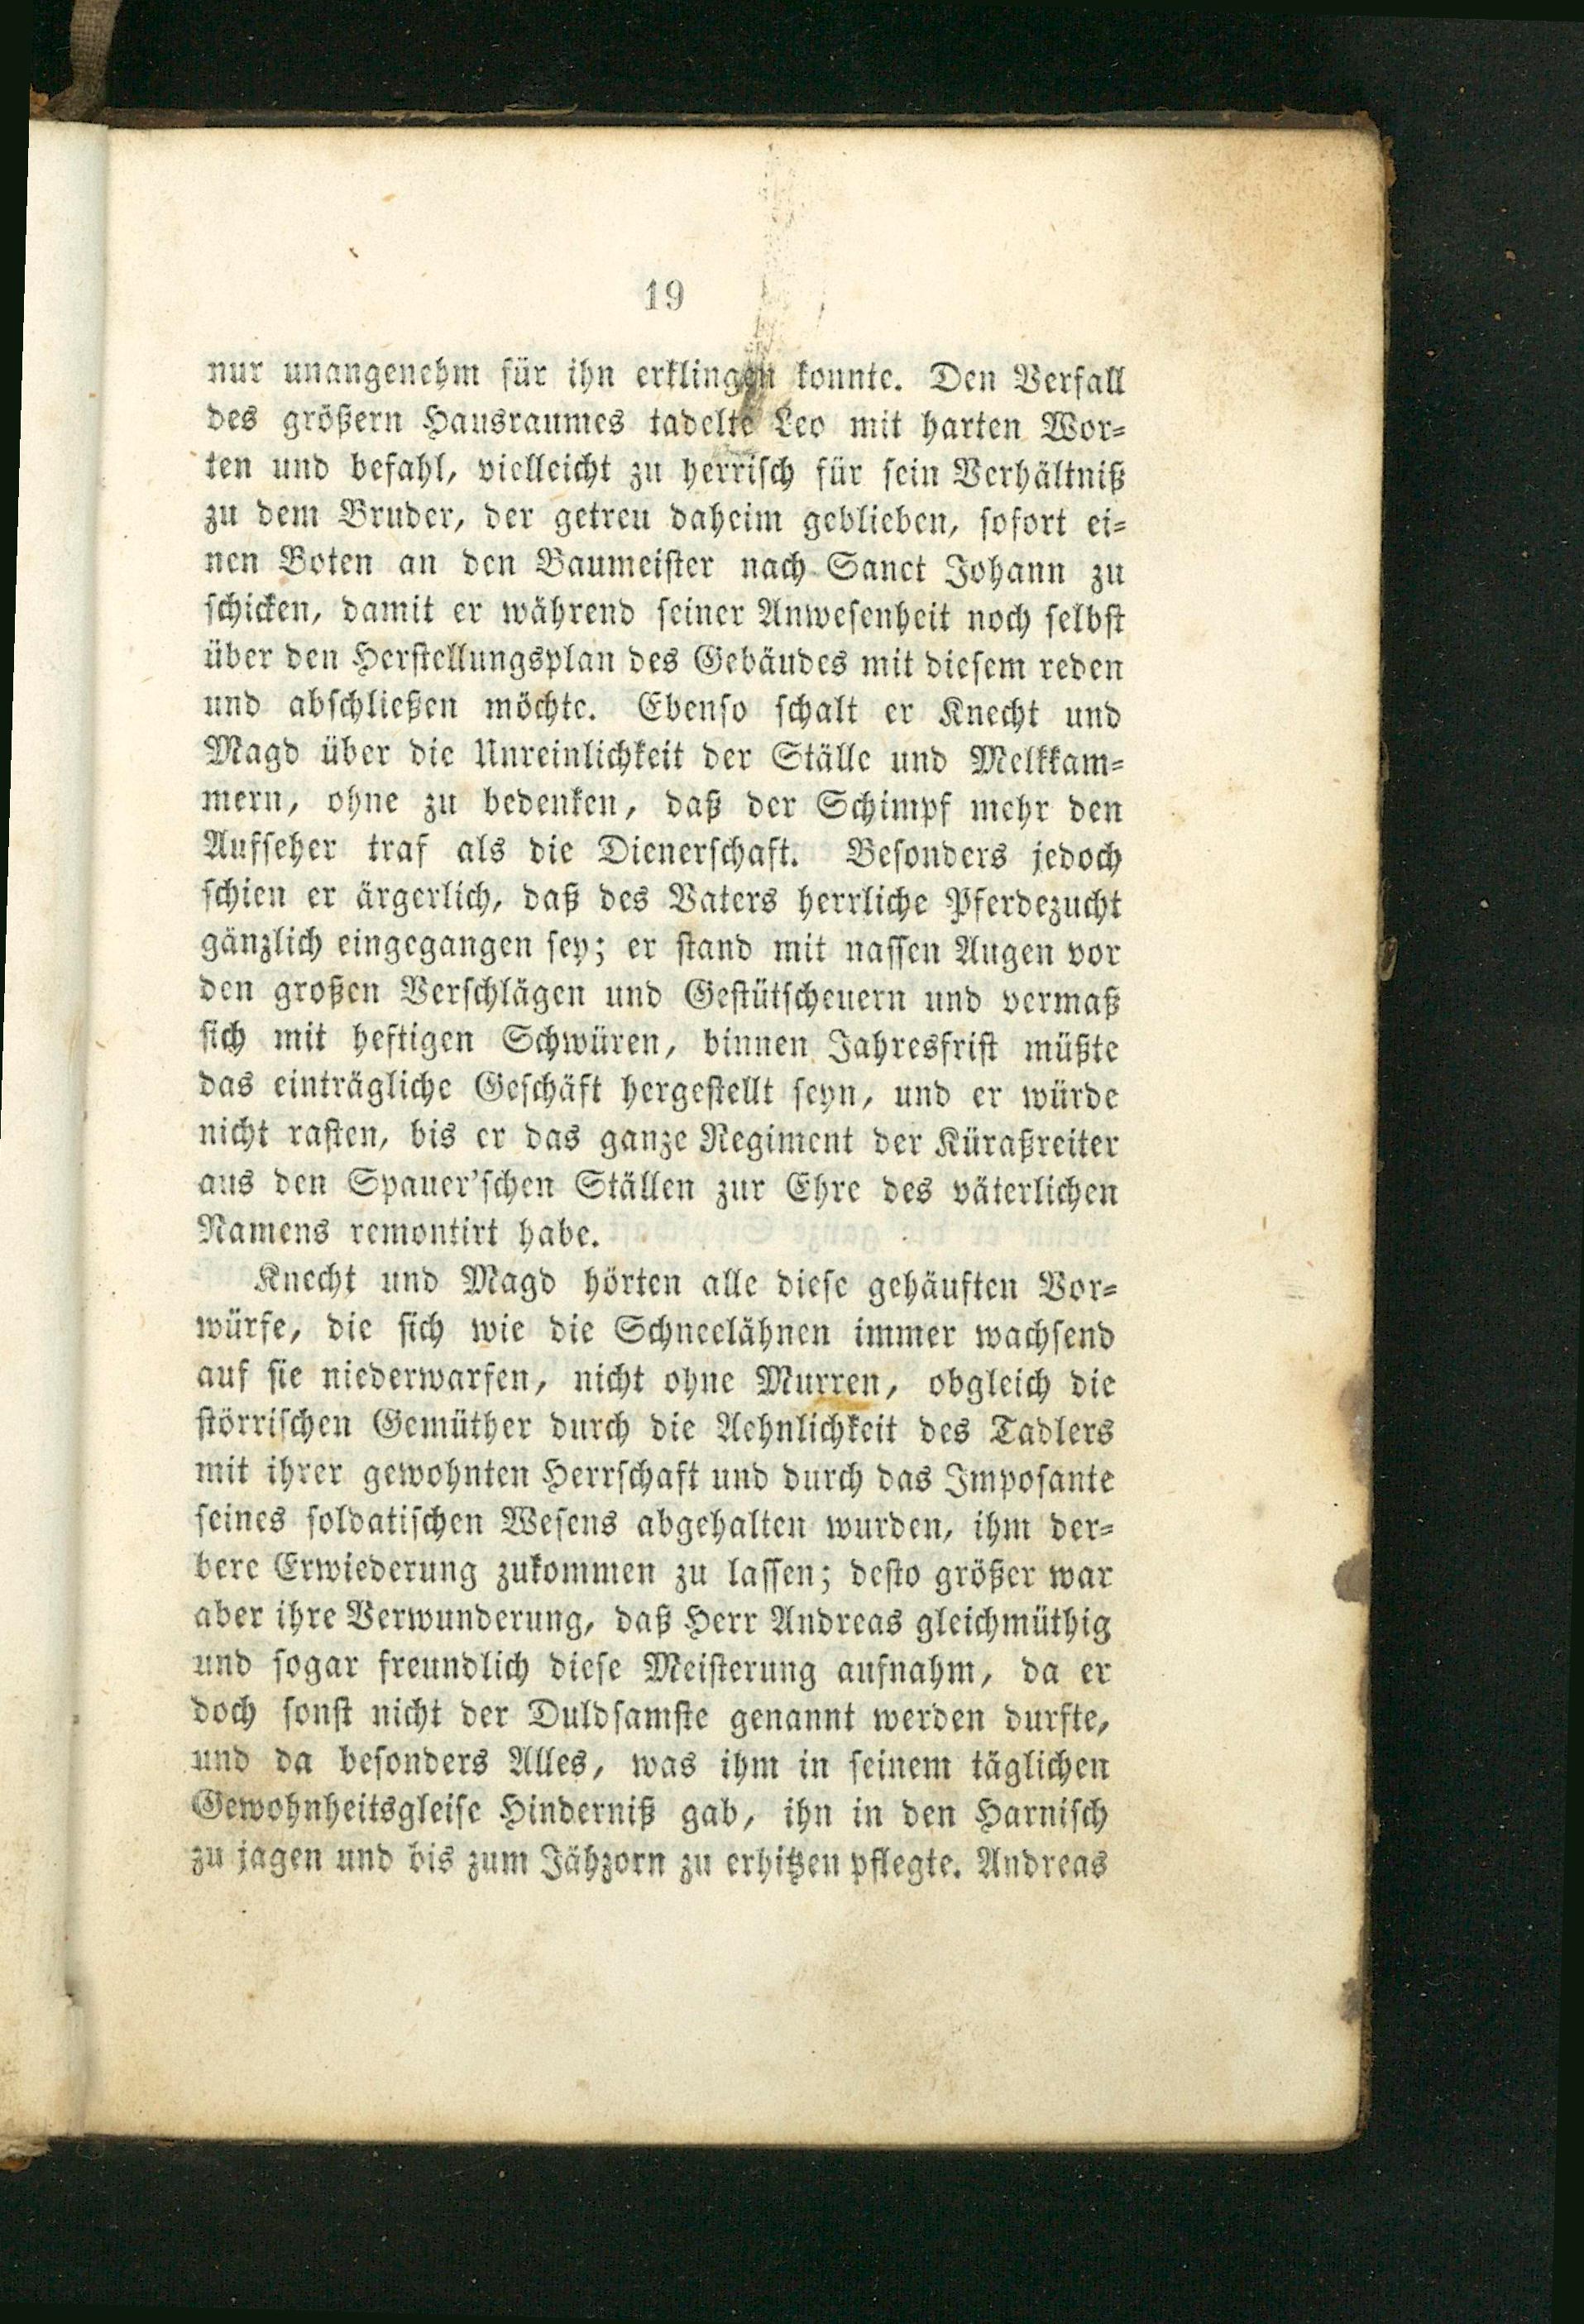 19
nur unangenehm für ihn erklingen konnte. Den Verfall
des größern Hausraumes tadelte Leo mit harten Wor-
ten und befahl, vielleicht zu herrisch für sein Verhältniß
zu dem Bruder, der getreu daheim geblieben, sofort ei-
nen Boten an den Baumeister nach Sanct Johann zu
schicken, damit er während seiner Anwesenheit noch selbst
über den Herstellungsplan des Gebäudes mit diesem reden
und abschließen möchte. Ebenso schalt er Knecht und
Magd über die Unreinlichkeit der Ställe und Melkkam-
mern, ohne zu bedenken, daß der Schimpf mehr den
Aufseher traf als die Dienerschaft. Besonders jedoch
schien er ärgerlich, daß des Vaters herrliche Pferdezucht
gänzlich eingegangen sey; er stand mit nassen Augen vor
den großen Verschlägen und Gestütscheuern und vermaß
sich mit heftigen Schwüren, binnen Jahresfrist müßte
das einträgliche Geschäft hergestellt seyn, und er würde
nicht rasten, bis er das ganze Regiment der Küraßreiter
aus den Spauer'schen Ställen zur Ehre des väterlichen
Namens remontirt habe.
Knecht und Magd hörten alle diese gehäuften Vor-
würfe, die sich wie die Schneelähnen immer wachsend
auf sie niederwarfen, nicht ohne Murren, obgleich die
störrischen Gemüther durch die Aehnlichkeit des Tadlers
mit ihrer gewohnten Herrschaft und durch das Imposante
seines soldatischen Wesens abgehalten wurden, ihm der-
bere Erwiederung zukommen zu lassen; desto größer war
aber ihre Verwunderung, daß Herr Andreas gleichmüthig
und sogar freundlich diese Meisterung aufnahm, da er
doch sonst nicht der Duldsamste genannt werden durfte,
und da besonders Alles, was ihm in seinem täglichen
Gewohnheitsgleise Hinderniß gab, ihn in den Harnisch
zu jagen und bis zum Jähzorn zu erhitzen pflegte. Andreas